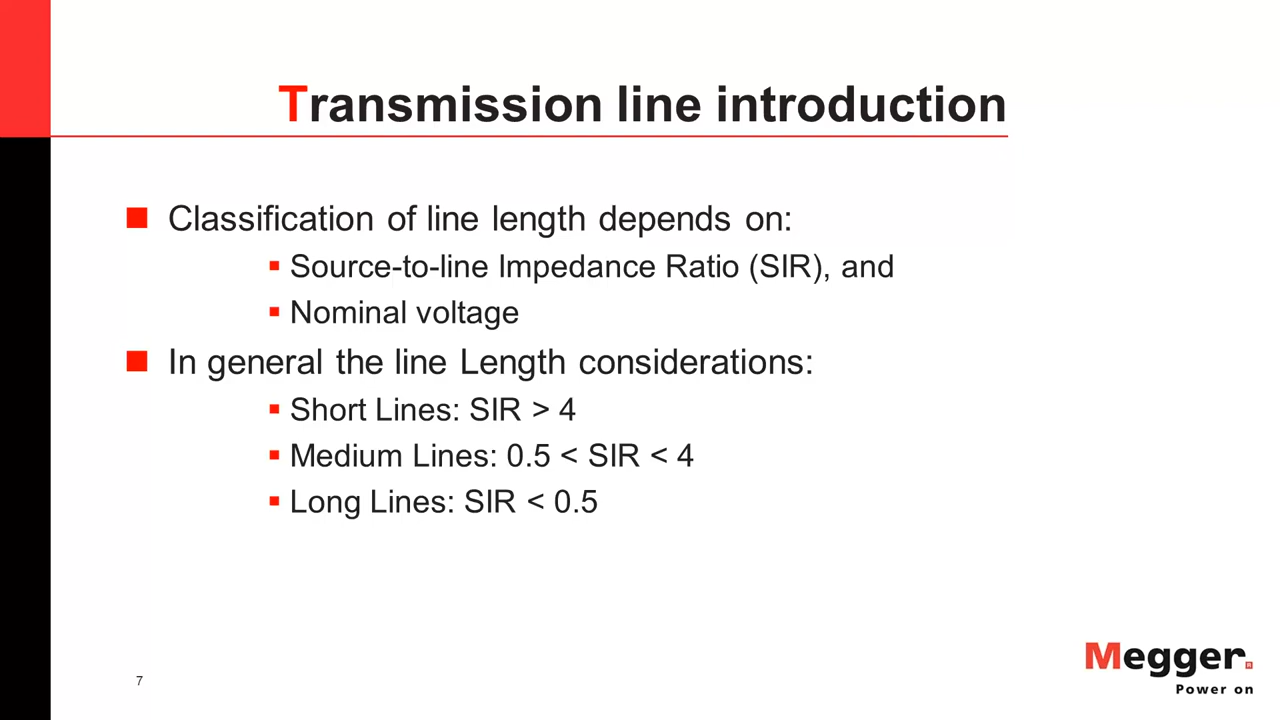 Transmission line introduction
Classification of line length depends on:
Source-to-line Impedance Ratio (SIR), and
Nominal voltage
In general the line Length considerations:
Short Lines: SIR > 4
Medium Lines: 0.5 < SIR < 4
Long Lines: SIR < 0.5
7
Megger®
Power on